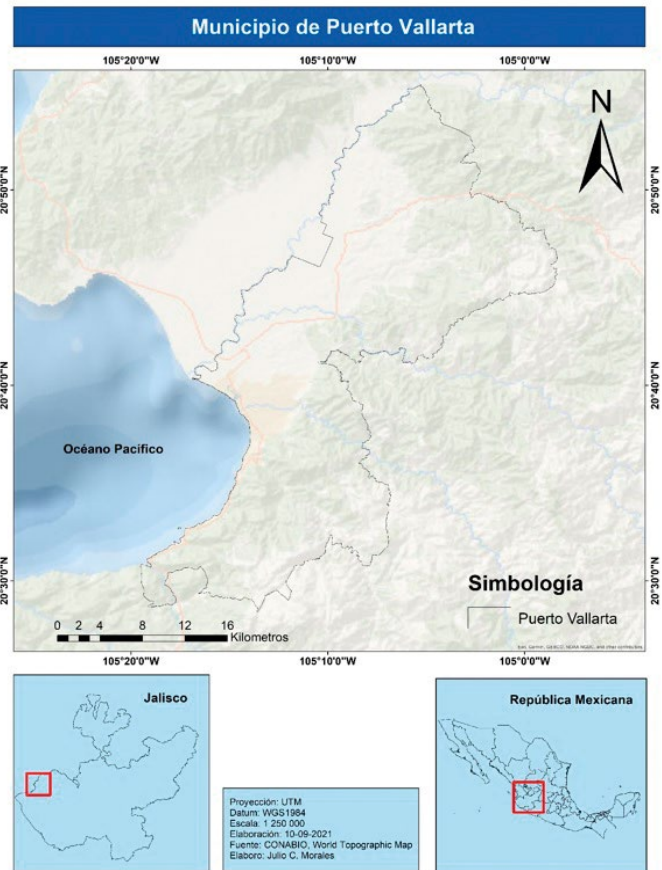 Municipio de Puerto Vallarta
105°20'0"W 105°10'0"W 105°0'0"W
N
20°50'0"N 20°50'0"N
20°40'0"N 20°40'0"N
Océano Pacífico
20°30'0"N 20°30'0"N
Simbología
Puerto Vallarta
0 2 4 8 12 16
Kilometros
105°20'0"W 105°10'0"W 105°0'0"W
Jalisco
República Mexicana
Proyección: UTM
Datum: WGS1984
Escala: 1 250 000
Elaboración: 10-09-2021
Fuente: CONABIO, World Topographic Map
Elaboro: Julio C. Morales